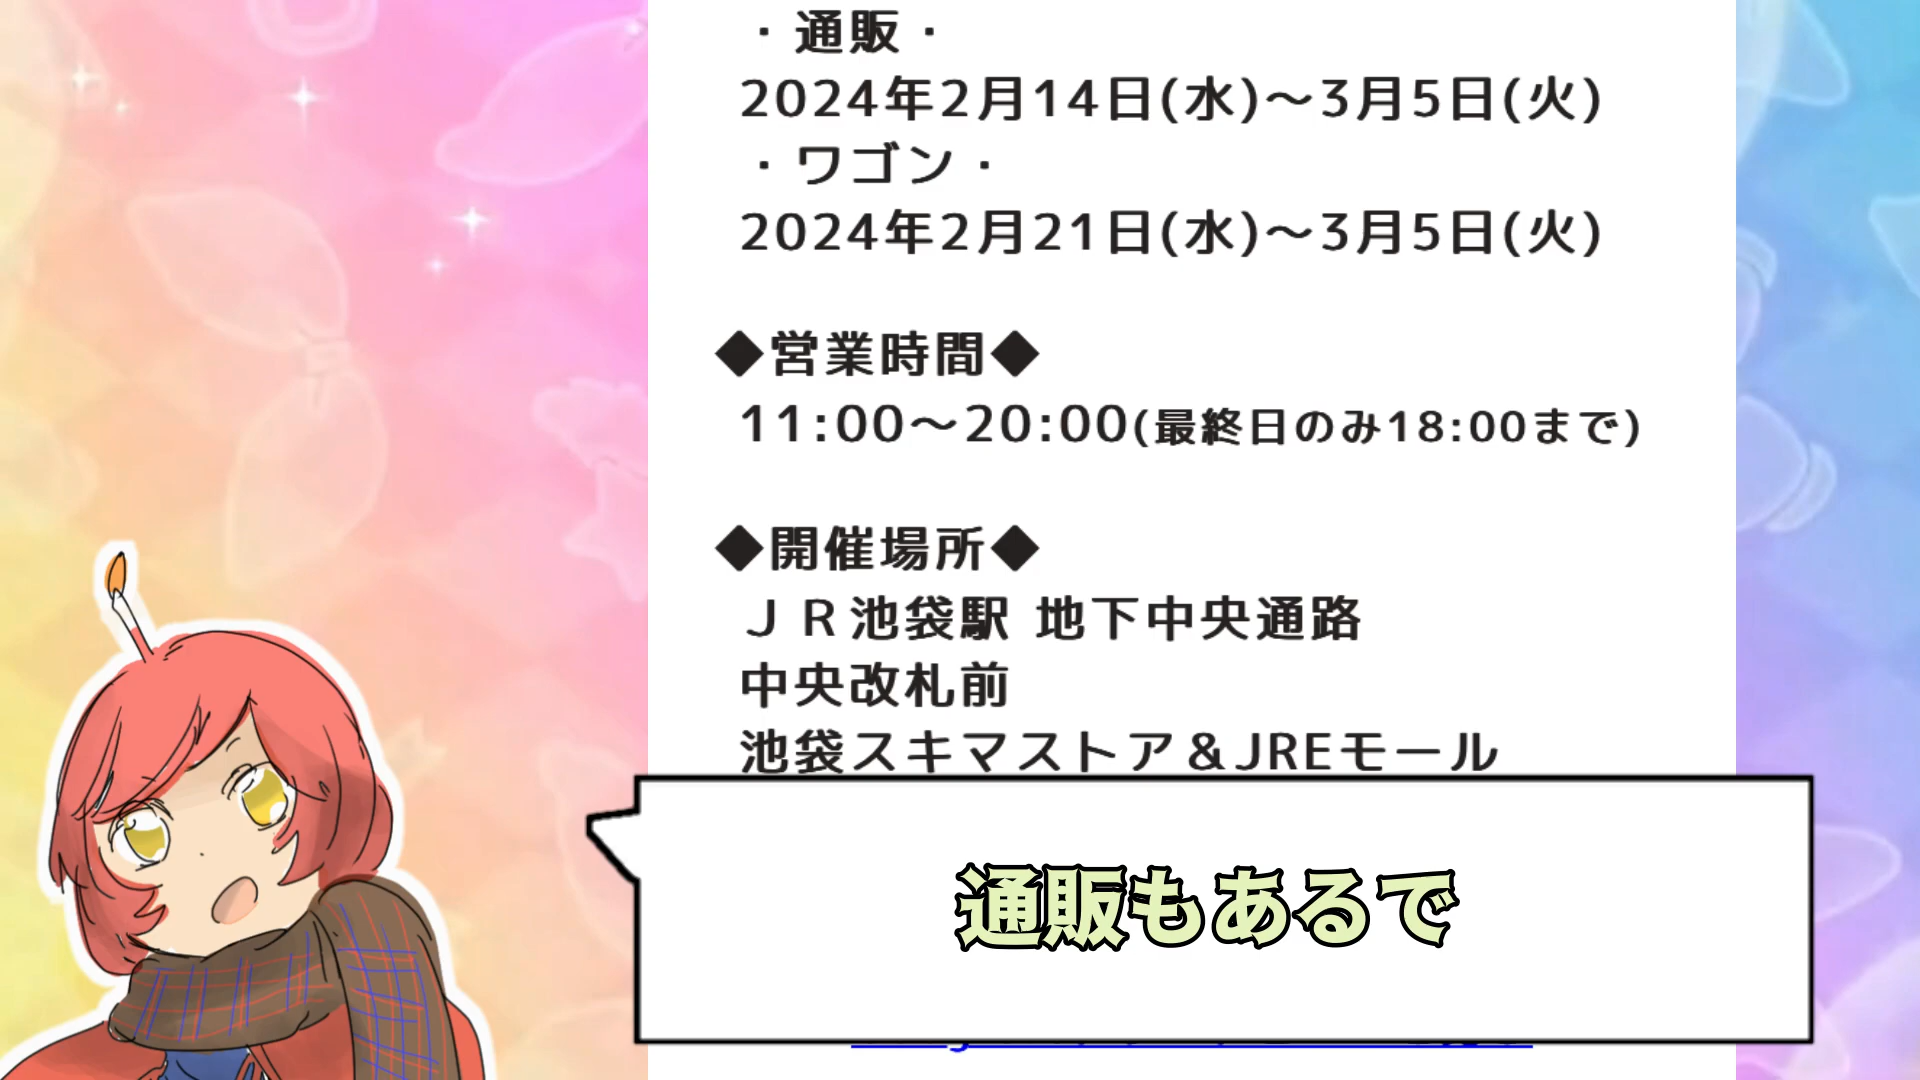 ・通販・
2024年2月14日(水)～3月5日(火)
・ワゴン・
2024年2月21日(水)～3月5日(火)
◆営業時間◆
11:00～20:00(最終日のみ18:00まで)
◆開催場所◆
ＪＲ池袋駅 地下中央通路
中央改札前
池袋スキマストア＆JREモール
通販もあるで